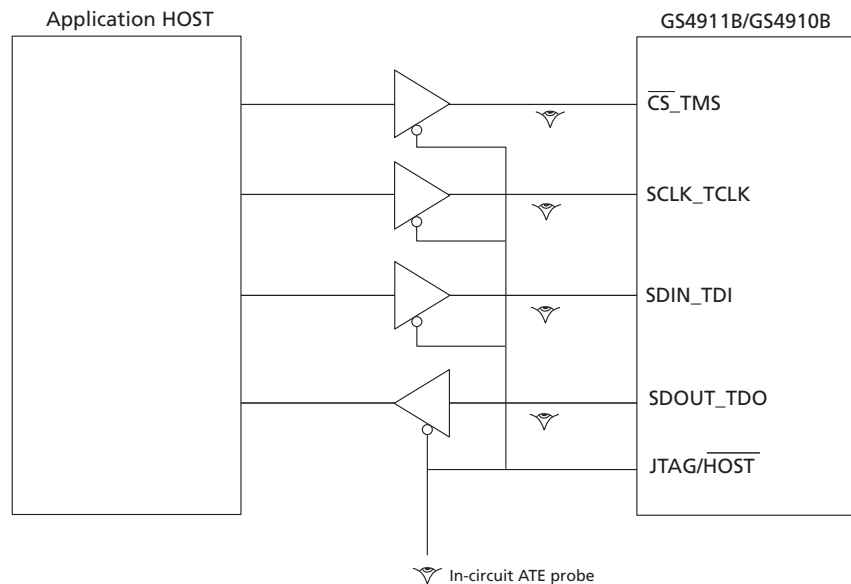 Application HOST
GS4911B/GS4910B
CS_TMS
SCLK_TCLK
SDIN_TDI
SDOUT_TDO
JTAG/HOST
In-circuit ATE probe